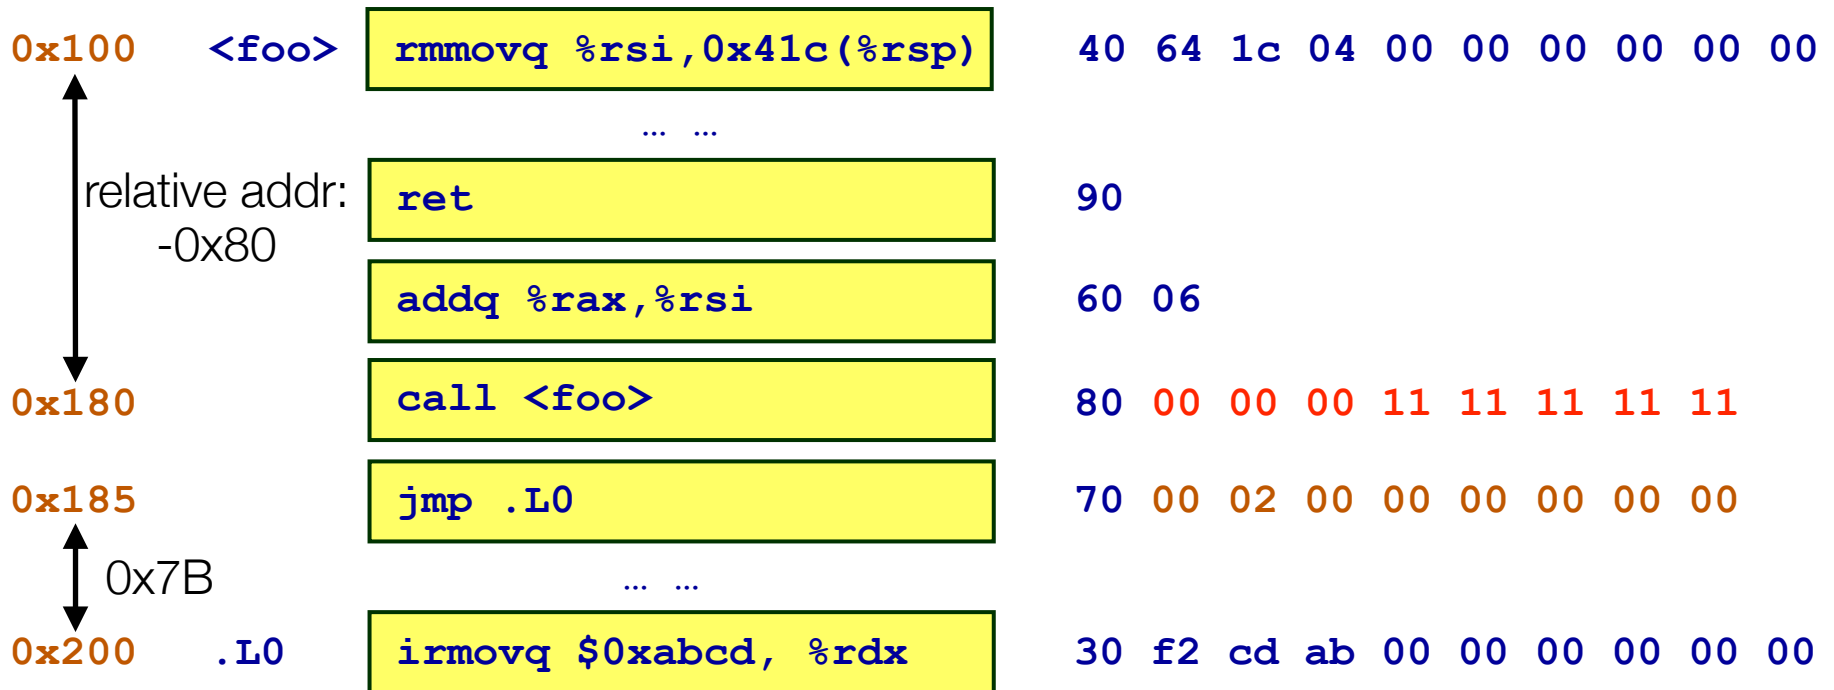 0x100 <foo> rmmovq %rsi,0x41c(%rsp) 40 64 1c 04 00 00 00 00 00 00
… …
relative addr:
-0x80
ret 90
addq %rax,%rsi 60 06
0x180 call <foo> 80 00 00 00 11 11 11 11 11
0x185 jmp .L0 70 00 02 00 00 00 00 00 00
0x7B
… …
0x200 .L0 irmovq $0xabcd, %rdx 30 f2 cd ab 00 00 00 00 00 00